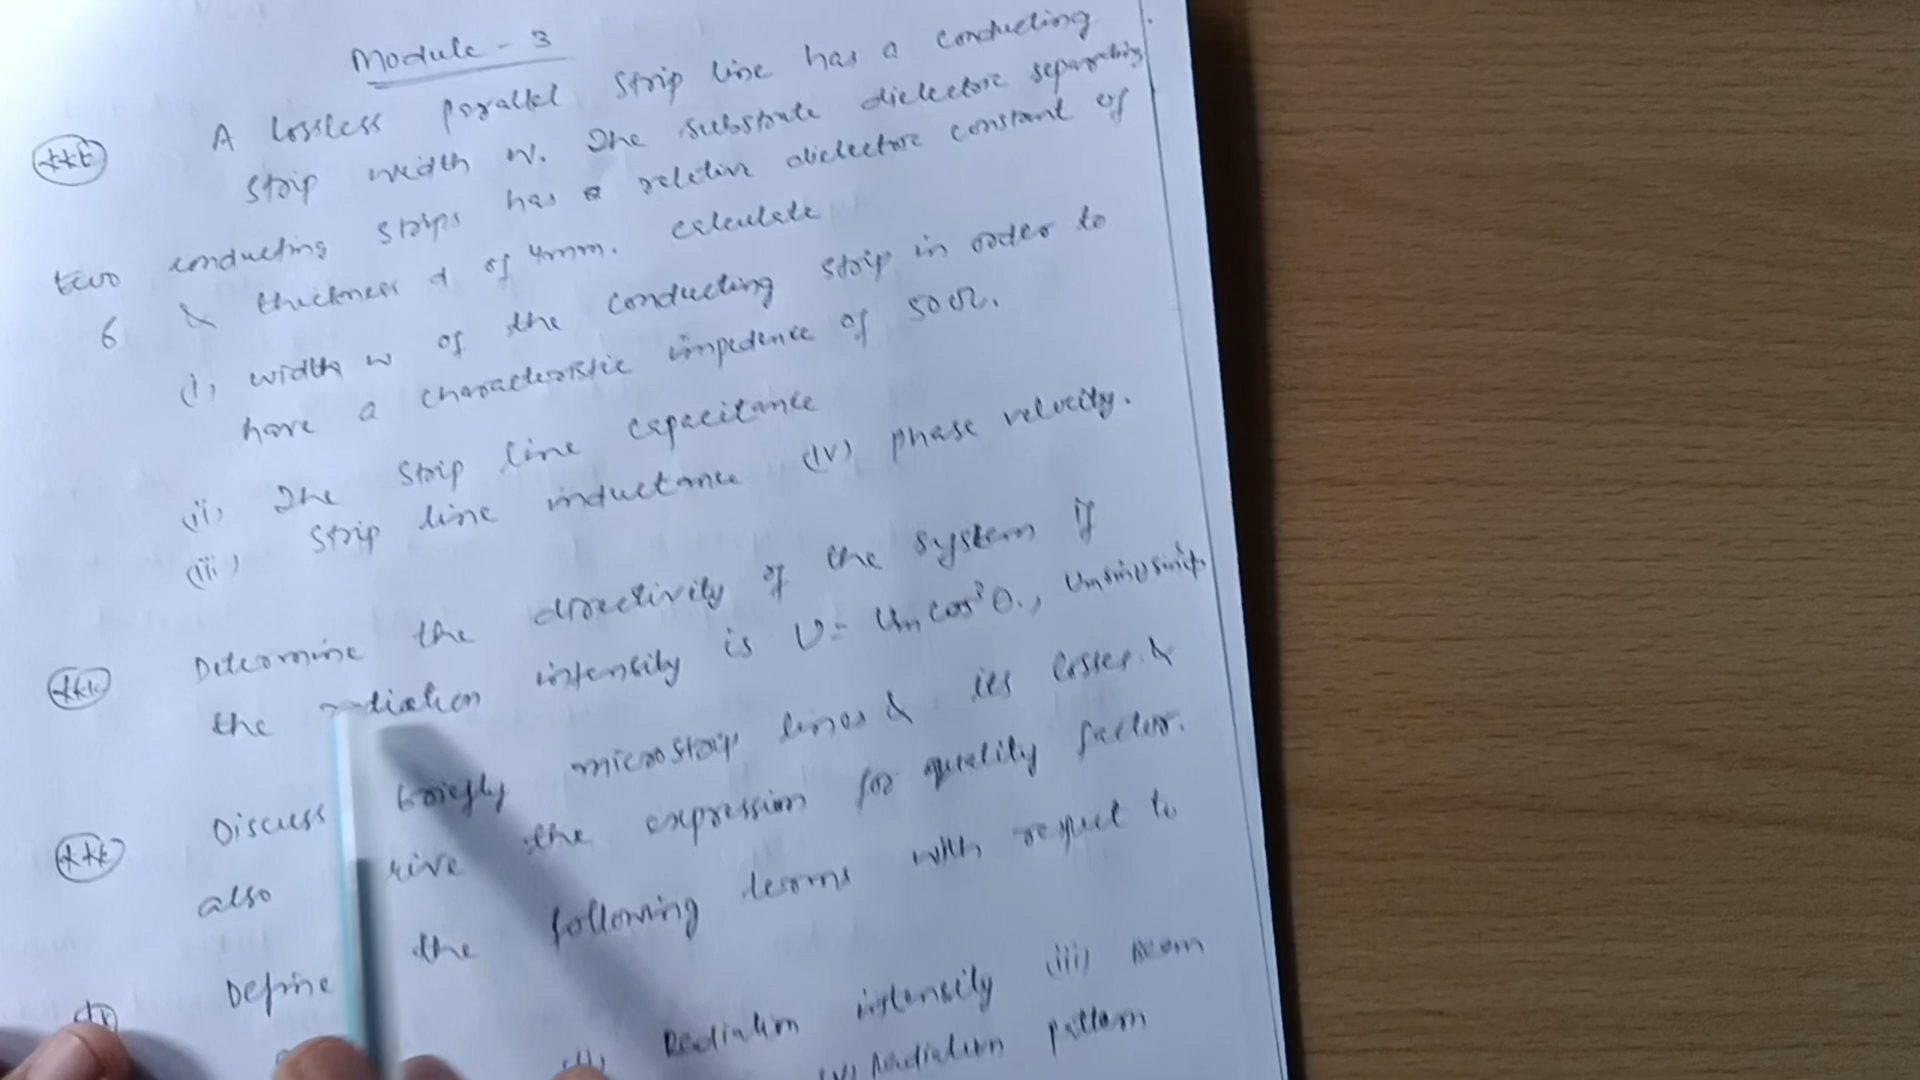 Module - 3
A lossless parallel strip line has a conducting
strip width W. The substrate dielectric separating
two conducting strips has a relative dielectric constant of
6 & thickness d of 4mm. calculate
(i) width w of the conducting strip in order to
have a characteristic impedence of 50Ω.
(ii) The strip line capacitance
(iii) strip line inductance (iv) phase velocity.
Determine the directivity of the system if
the radiation intensity is U = Um cos²θ., Um sinθ sin²φ
Discuss briefly microstrip lines & its losses &
also the expression for quality factor.
Define the following terms with respect to
Radiation intensity (iii) Beam
(v) Radiation pattern